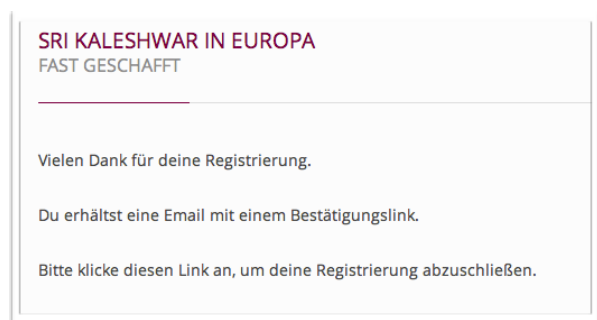 SRI KALESHWAR IN EUROPA
FAST GESCHAFFT
Vielen Dank für deine Registrierung.
Du erhältst eine Email mit einem Bestätigungslink.
Bitte klicke diesen Link an, um deine Registrierung abzuschließen.